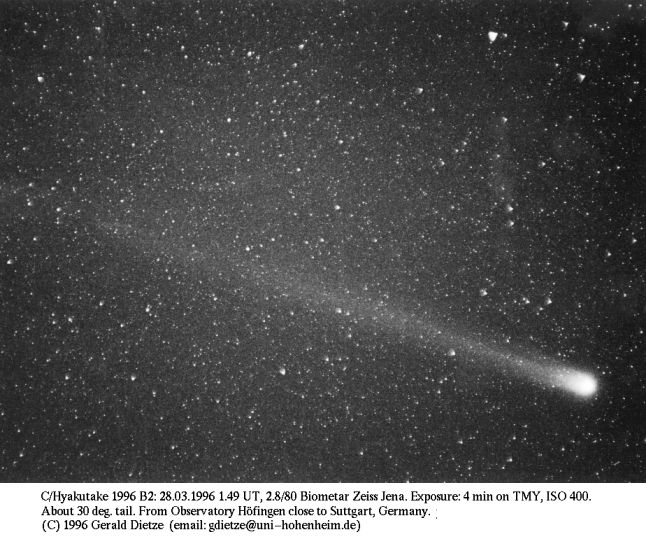 C/Hyakutake 1996 B2: 28.03.1996 1.49 UT, 2.8/80 Biometar Zeiss Jena. Exposure: 4 min on TMY, ISO 400.
About 30 deg. tail. From Observatory Höfingen close to Suttgart, Germany.
(C) 1996 Gerald Dietze (email: gdietze@uni-hohenheim.de)